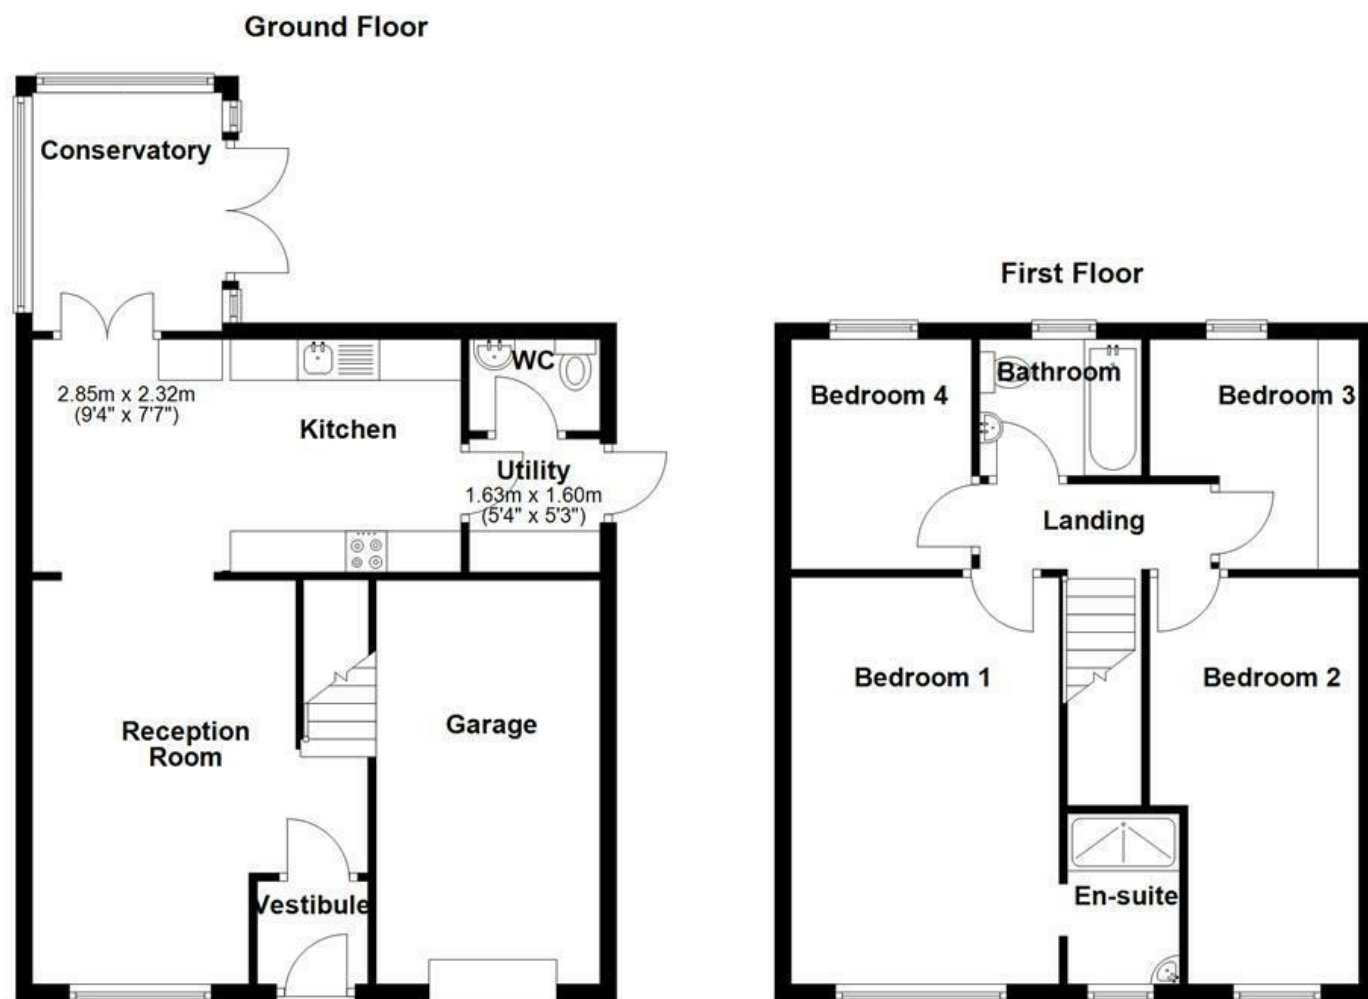 Ground Floor
Conservatory
2.85m x 2.32m
(9'4" x 7'7")
Kitchen
WC
Utility
1.63m x 1.60m
(5'4" x 5'3")
Reception
Room
Garage
Vestibule
First Floor
Bedroom 4
Bathroom
Bedroom 3
Landing
Bedroom 1
Bedroom 2
En-suite